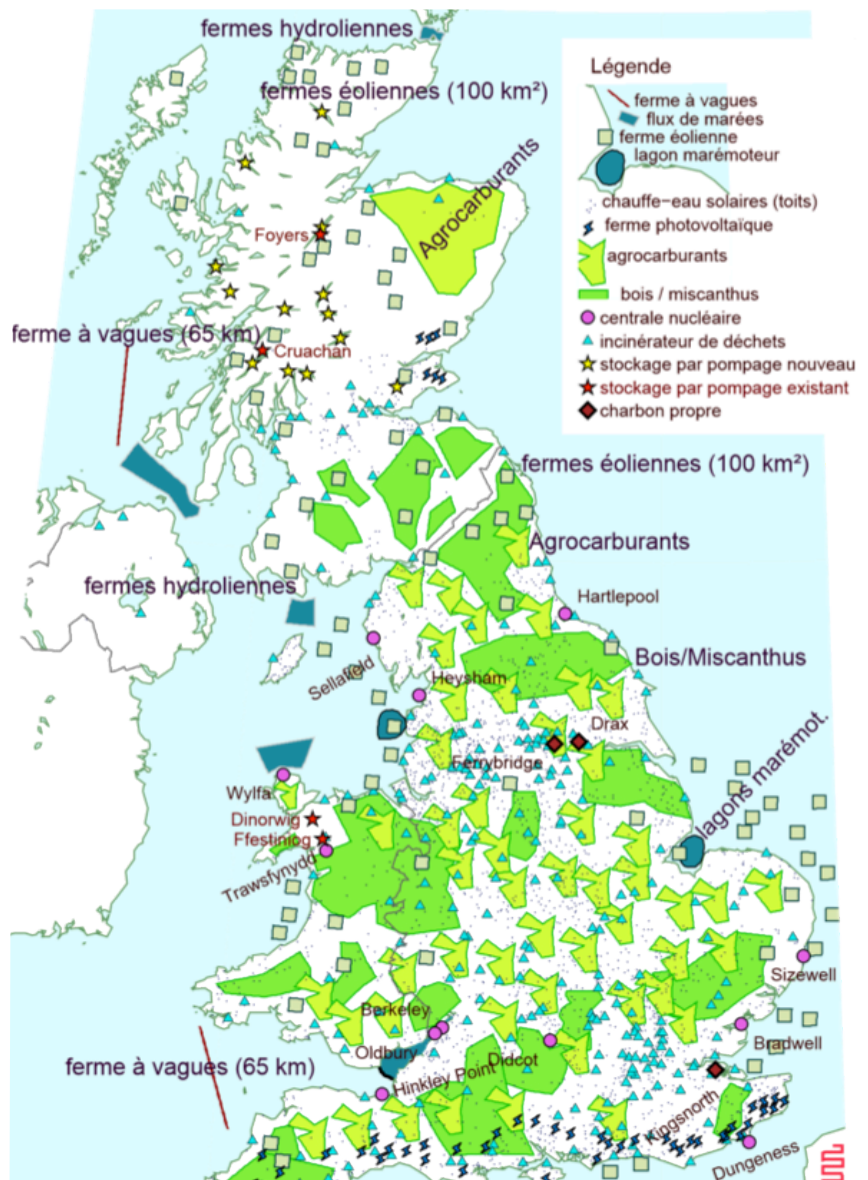 fermes hydroliennes
fermes éoliennes (100 km²)
Agrocarburants
Légende
ferme à vagues
flux de marées
ferme éolienne
lagon marémoteur
chauffe-eau solaires (toits)
ferme photovoltaïque
agrocarburants
bois / miscanthus
centrale nucléaire
incinérateur de déchets
stockage par pompage nouveau
stockage par pompage existant
charbon propre
Foyers
ferme à vagues (65 km)
Cruachan
fermes éoliennes (100 km²)
Agrocarburants
fermes hydroliennes
Hartlepool
Sellafield
Bois/Miscanthus
Heysham
Drax
Ferrybridge
lagons marémot.
Wylfa
Dinorwig
Ffestiniog
Trawsfynydd
Sizewell
Berkeley
Oldbury
Didcot
Bradwell
ferme à vagues (65 km)
Hinkley Point
Kingsnorth
Dungeness